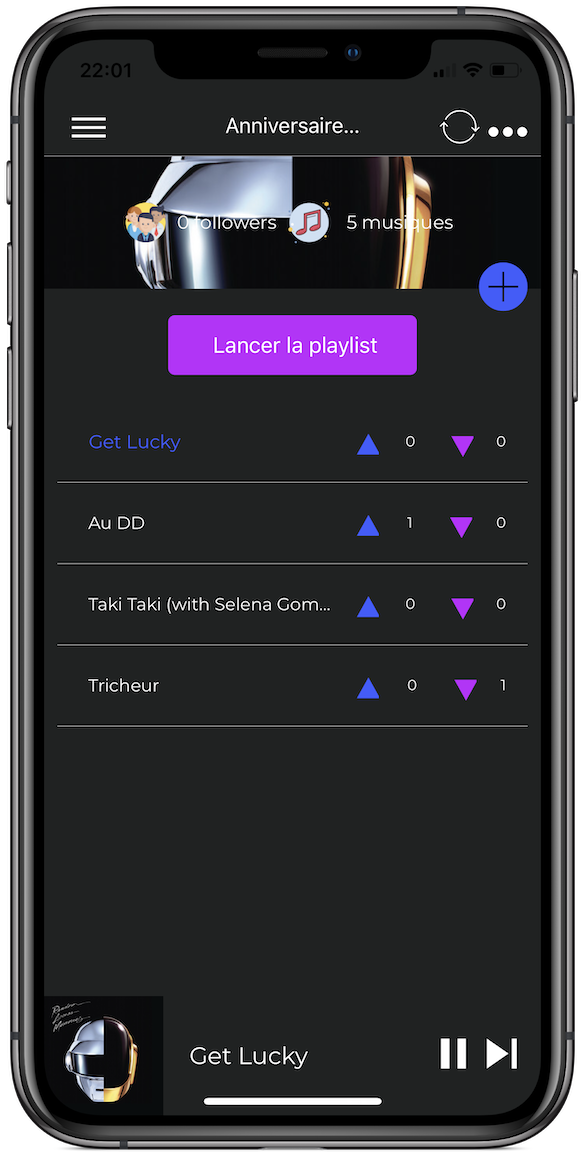 22:01
Anniversaire...
0 followers 5 musiques
Lancer la playlist
Get Lucky 0 0
Au DD 1 0
Taki Taki (with Selena Gom... 0 0
Tricheur 0 1
Random
Access
Memories
Get Lucky